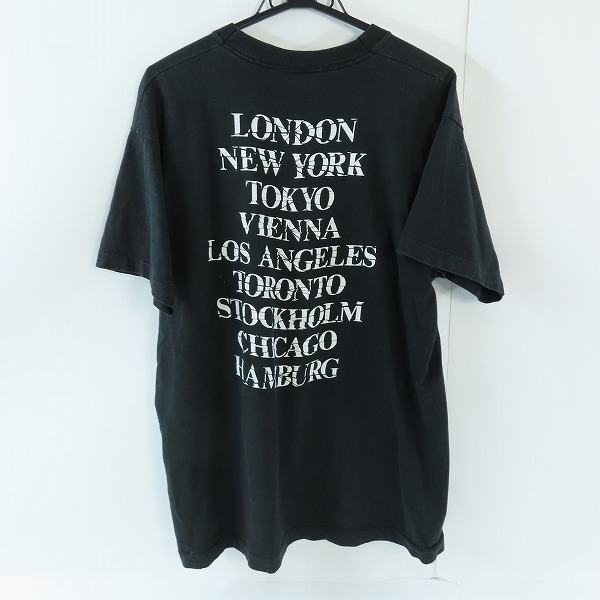 LONDON
NEW YORK
TOKYO
VIENNA
LOS ANGELES
TORONTO
STOCKHOLM
CHICAGO
HAMBURG